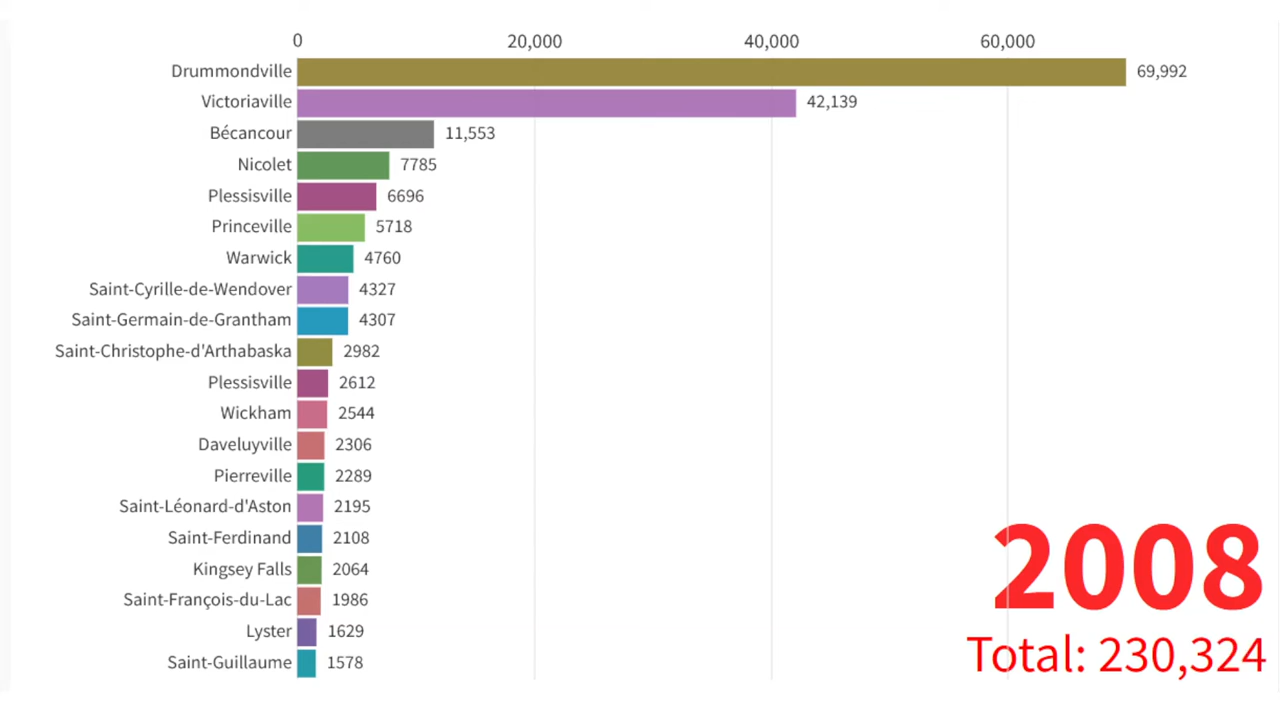 0 20,000 40,000 60,000
Drummondville 69,992
Victoriaville 42,139
Bécancour 11,553
Nicolet 7785
Plessisville 6696
Princeville 5718
Warwick 4760
Saint-Cyrille-de-Wendover 4327
Saint-Germain-de-Grantham 4307
Saint-Christophe-d'Arthabaska 2982
Plessisville 2612
Wickham 2544
Daveluyville 2306
Pierreville 2289
Saint-Léonard-d'Aston 2195
Saint-Ferdinand 2108
Kingsey Falls 2064
Saint-François-du-Lac 1986
Lyster 1629
Saint-Guillaume 1578
2008
Total: 230,324